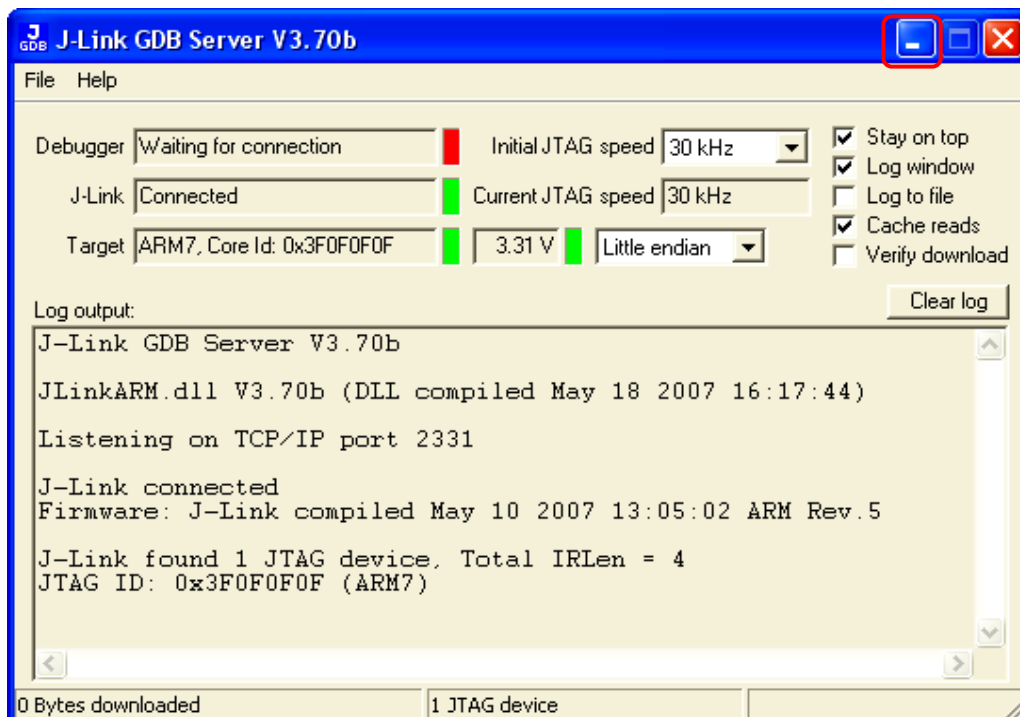 J GDB J-Link GDB Server V3.70b
File Help
Debugger Waiting for connection Initial JTAG speed 30 kHz Stay on top
Log window
J-Link Connected Current JTAG speed 30 kHz Log to file
Cache reads
Target ARM7, Core Id: 0x3F0F0F0F 3.31 V Little endian Verify download
Log output: Clear log
J-Link GDB Server V3.70b
JLinkARM.dll V3.70b (DLL compiled May 18 2007 16:17:44)
Listening on TCP/IP port 2331
J-Link connected
Firmware: J-Link compiled May 10 2007 13:05:02 ARM Rev.5
J-Link found 1 JTAG device, Total IRLen = 4
JTAG ID: 0x3F0F0F0F (ARM7)
0 Bytes downloaded 1 JTAG device